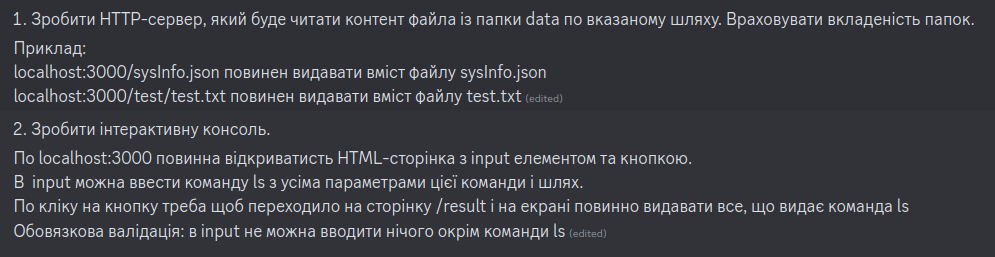 1. Зробити HTTP-сервер, який буде читати контент файла із папки data по вказаному шляху. Враховувати вкладеність папок.
Приклад:
localhost:3000/sysInfo.json повинен видавати вміст файлу sysInfo.json
localhost:3000/test/test.txt повинен видавати вміст файлу test.txt (edited)
2. Зробити інтерактивну консоль.
По localhost:3000 повинна відкриватисть HTML-сторінка з input елементом та кнопкою.
В input можна ввести команду ls з усіма параметрами цієї команди і шлях.
По кліку на кнопку треба щоб переходило на сторінку /result і на екрані повинно видавати все, що видає команда ls
Обовязкова валідація: в input не можна вводити нічого окрім команди ls (edited)